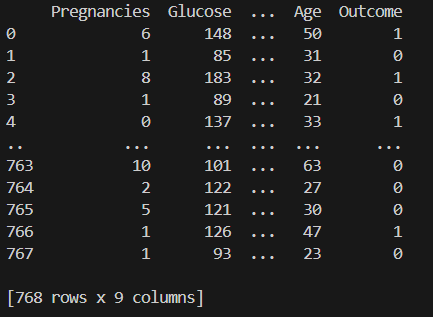 Pregnancies  Glucose  ...  Age  Outcome
0              6      148  ...   50        1
1              1       85  ...   31        0
2              8      183  ...   32        1
3              1       89  ...   21        0
4              0      137  ...   33        1
..           ...      ...  ...  ...      ...
763           10      101  ...   63        0
764            2      122  ...   27        0
765            5      121  ...   30        0
766            1      126  ...   47        1
767            1       93  ...   23        0
[768 rows x 9 columns]